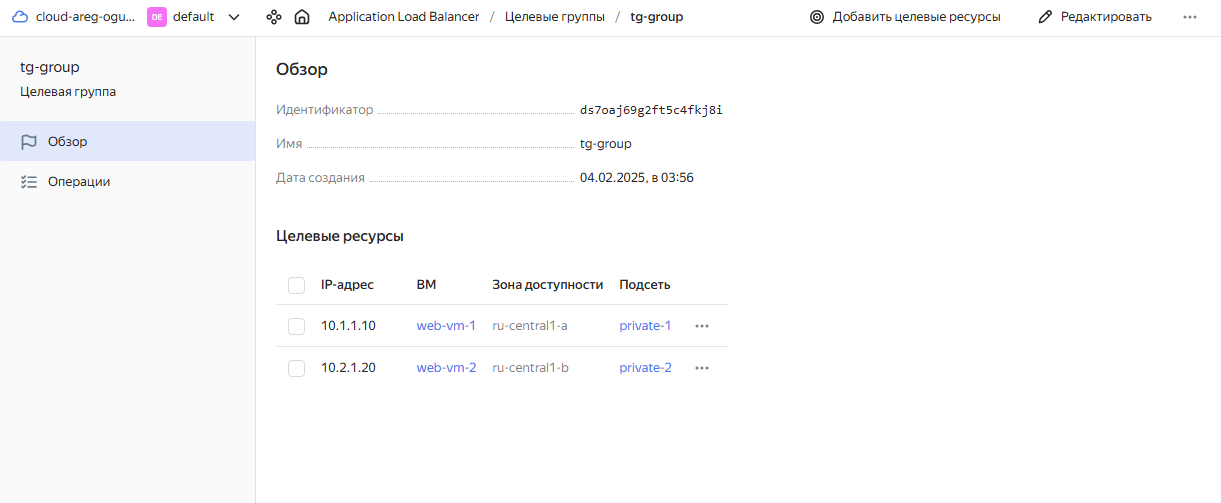 cloud-areg-ogu... DE default Application Load Balancer / Целевые группы / tg-group Добавить целевые ресурсы Редактировать
tg-group
Целевая группа
Обзор
Операции
Обзор
Идентификатор ds7oaj69g2ft5c4fkj8i
Имя tg-group
Дата создания 04.02.2025, в 03:56
Целевые ресурсы
IP-адрес ВМ Зона доступности Подсеть
10.1.1.10 web-vm-1 ru-central1-a private-1
10.2.1.20 web-vm-2 ru-central1-b private-2